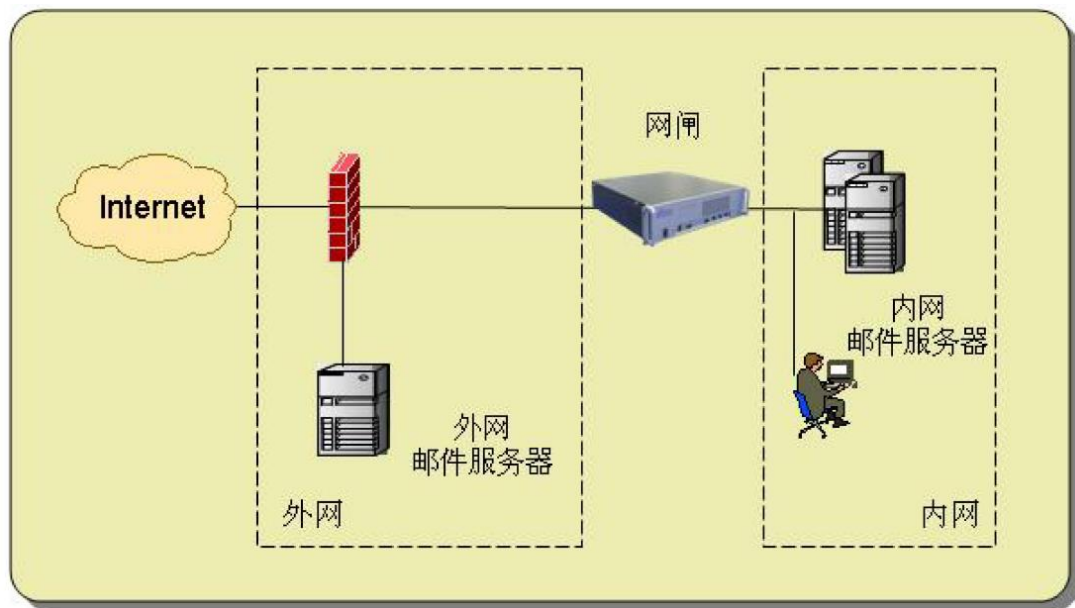 网闸
Internet
内网
邮件服务器
外网
邮件服务器
外网
内网